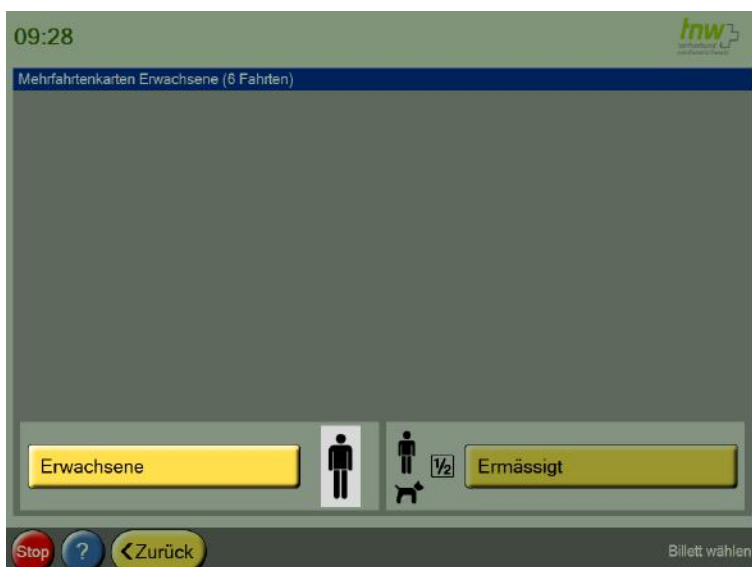 09:28
tnw
Mehrfahrtenkarten Erwachsene (6 Fahrten)
Erwachsene
½
Ermässigt
Stop
?
Zurück
Billett wählen